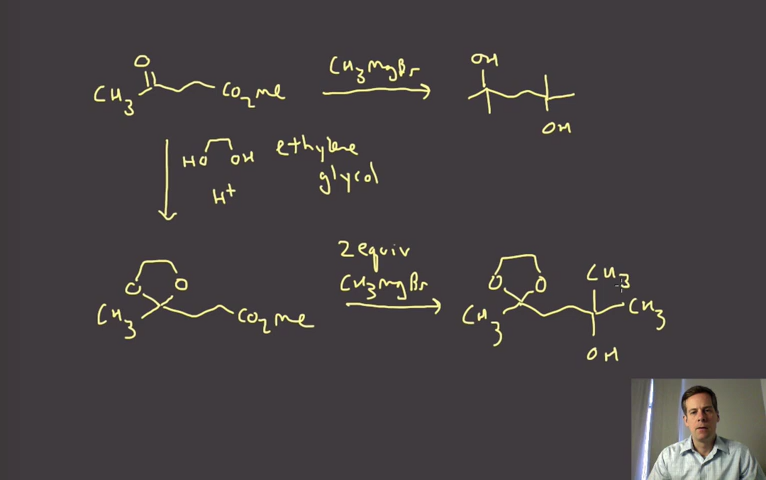 O
CH3 CO2Me
CH3MgBr
OH
OH
HO OH ethylene
glycol
H+
O O
CH3 CO2Me
2 equiv
CH3MgBr
O O
CH3
CH3
CH3
OH